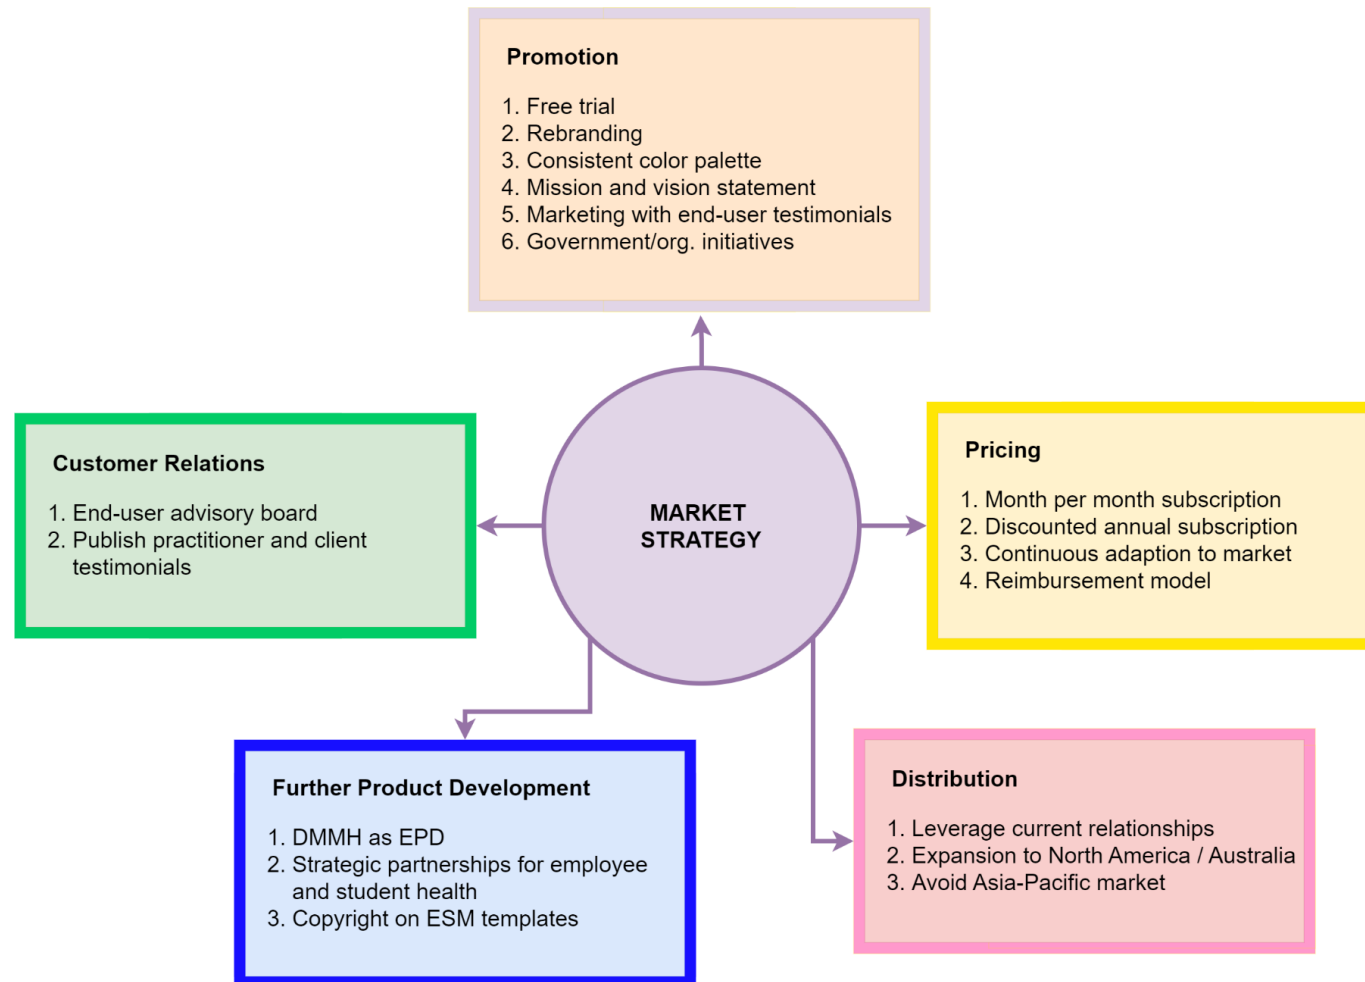 Promotion
1. Free trial
2. Rebranding
3. Consistent color palette
4. Mission and vision statement
5. Marketing with end-user testimonials
6. Government/org. initiatives
Customer Relations
1. End-user advisory board
2. Publish practitioner and client
testimonials
MARKET
STRATEGY
Pricing
1. Month per month subscription
2. Discounted annual subscription
3. Continuous adaption to market
4. Reimbursement model
Further Product Development
1. DMMH as EPD
2. Strategic partnerships for employee
and student health
3. Copyright on ESM templates
Distribution
1. Leverage current relationships
2. Expansion to North America / Australia
3. Avoid Asia-Pacific market